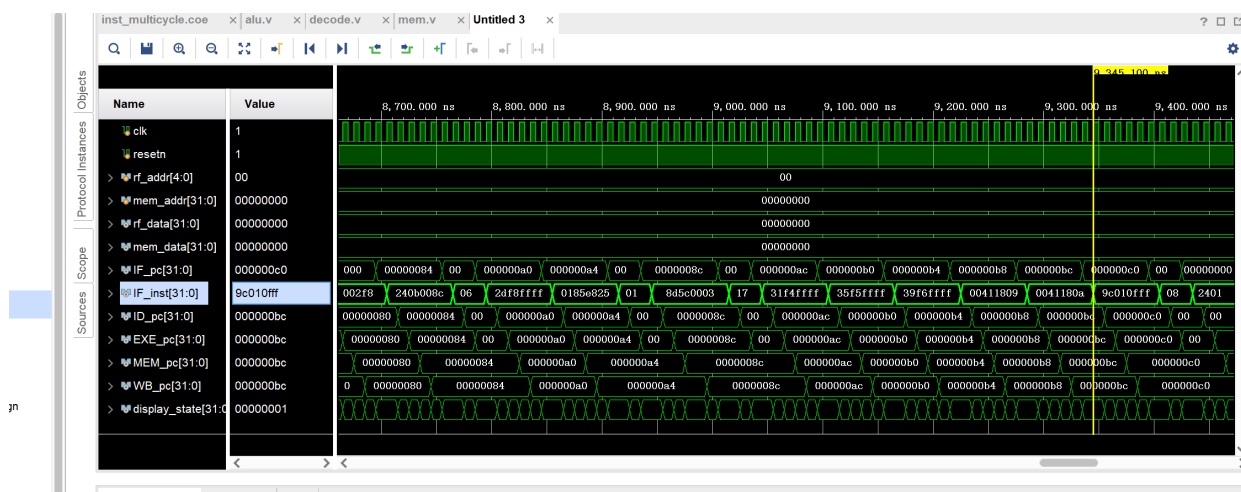 inst_multicycle.coe × alu.v × decode.v × mem.v × Untitled 3 ×
?
Objects
Protocol Instances
Scope
Sources
gn
9,345.100 ns
Name Value
8,700.000 ns 8,800.000 ns 8,900.000 ns 9,000.000 ns 9,100.000 ns 9,200.000 ns 9,300.000 ns 9,400.000 ns
clk 1
resetn 1
rf_addr[4:0] 00 00
mem_addr[31:0] 00000000 00000000
rf_data[31:0] 00000000 00000000
mem_data[31:0] 00000000 00000000
IF_pc[31:0] 000000c0 000 00000084 00 000000a0 000000a4 00 0000008c 00 000000ac 000000b0 000000b4 000000b8 000000bc 000000c0 00 00000000
IF_inst[31:0] 9c010fff 002f8 240b008c 06 2df8ffff 0185e825 01 8d5c0003 17 31f4ffff 35f5ffff 39f6ffff 00411809 0041180a 9c010fff 08 2401
ID_pc[31:0] 000000bc 00000080 00000084 00 000000a0 000000a4 00 0000008c 00 000000ac 000000b0 000000b4 000000b8 000000bc 000000c0 00 00
EXE_pc[31:0] 000000bc 00000080 00000084 00 000000a0 000000a4 00 0000008c 00 000000ac 000000b0 000000b4 000000b8 000000bc 000000c0 00
MEM_pc[31:0] 000000bc 00000080 00000084 000000a0 000000a4 0000008c 000000ac 000000b0 000000b4 000000b8 000000bc 000000c0
WB_pc[31:0] 000000bc 0 00000080 00000084 000000a0 000000a4 0000008c 000000ac 000000b0 000000b4 000000b8 000000bc 000000c0
display_state[31:0 00000001